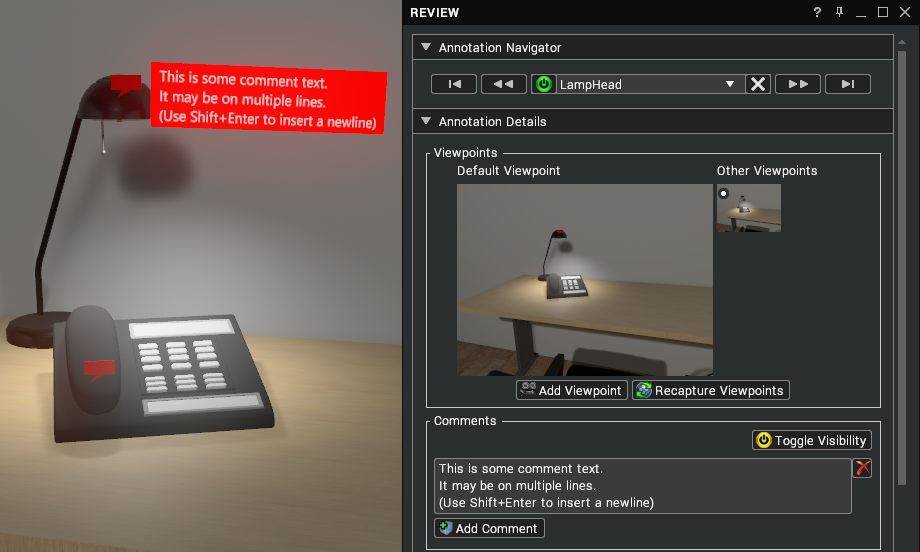 This is some comment text.
It may be on multiple lines.
(Use Shift+Enter to insert a newline)
REVIEW
Annotation Navigator
LampHead
Annotation Details
Viewpoints
Default Viewpoint
Other Viewpoints
Add Viewpoint
Recapture Viewpoints
Comments
Toggle Visibility
This is some comment text.
It may be on multiple lines.
(Use Shift+Enter to insert a newline)
Add Comment